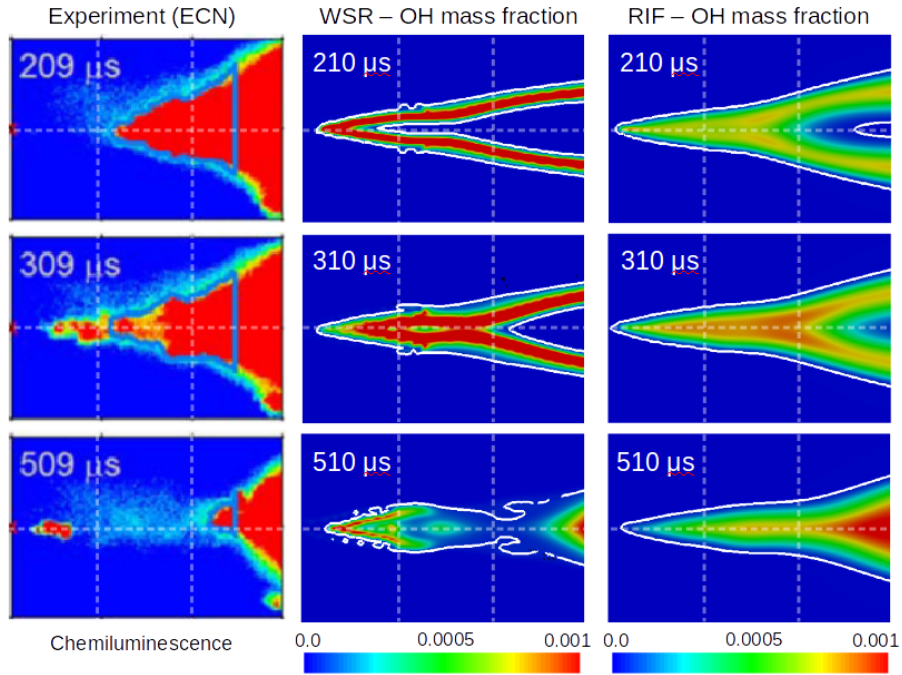 Experiment (ECN) WSR – OH mass fraction RIF – OH mass fraction
209 μs 210 μs 210 μs
309 μs 310 μs 310 μs
509 μs 510 μs 510 μs
Chemiluminescence 0.0 0.0005 0.001 0.0 0.0005 0.001